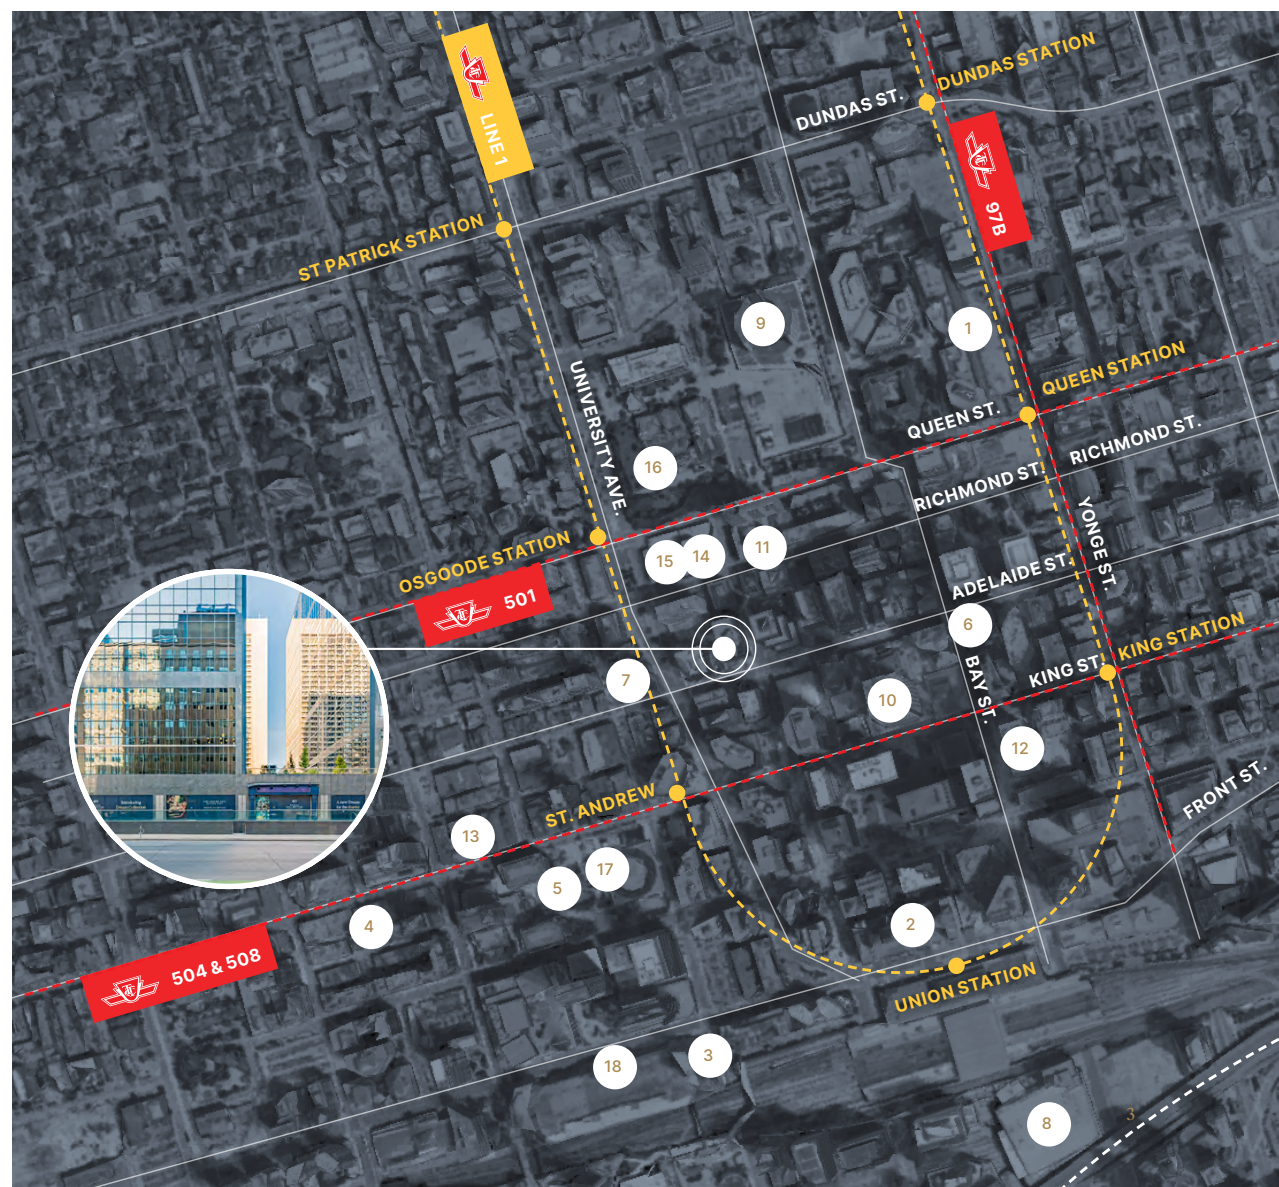 DUNDAS STATION
DUNDAS ST.
LINE 1
97B
ST PATRICK STATION
9
1
QUEEN STATION
UNIVERSITY AVE.
QUEEN ST.
RICHMOND ST.
16
RICHMOND ST.
YONGE ST.
OSGOODE STATION
15
14
11
ADELAIDE ST.
501
6
KING STATION
7
KING ST.
BAY ST.
10
12
FRONT ST.
ST. ANDREW
13
5
17
4
2
504 & 508
UNION STATION
18
3
8
3